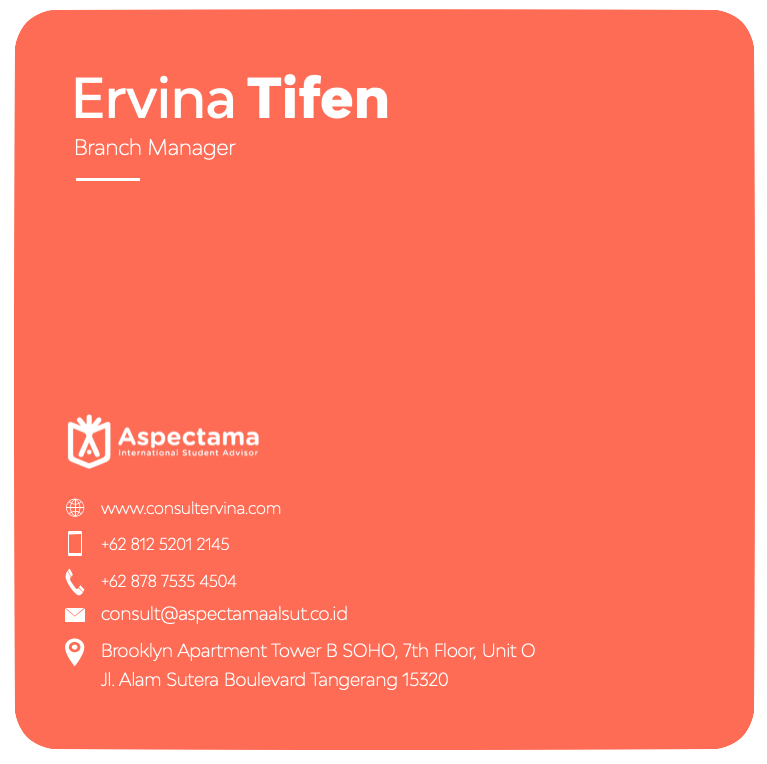 Ervina Tifen
Branch Manager
Aspectama
International Student Advisor
www.consultervina.com
+62 812 5201 2145
+62 878 7535 4504
consult@aspectamaalsut.co.id
Brooklyn Apartment Tower B SOHO, 7th Floor, Unit O
Jl. Alam Sutera Boulevard Tangerang 15320